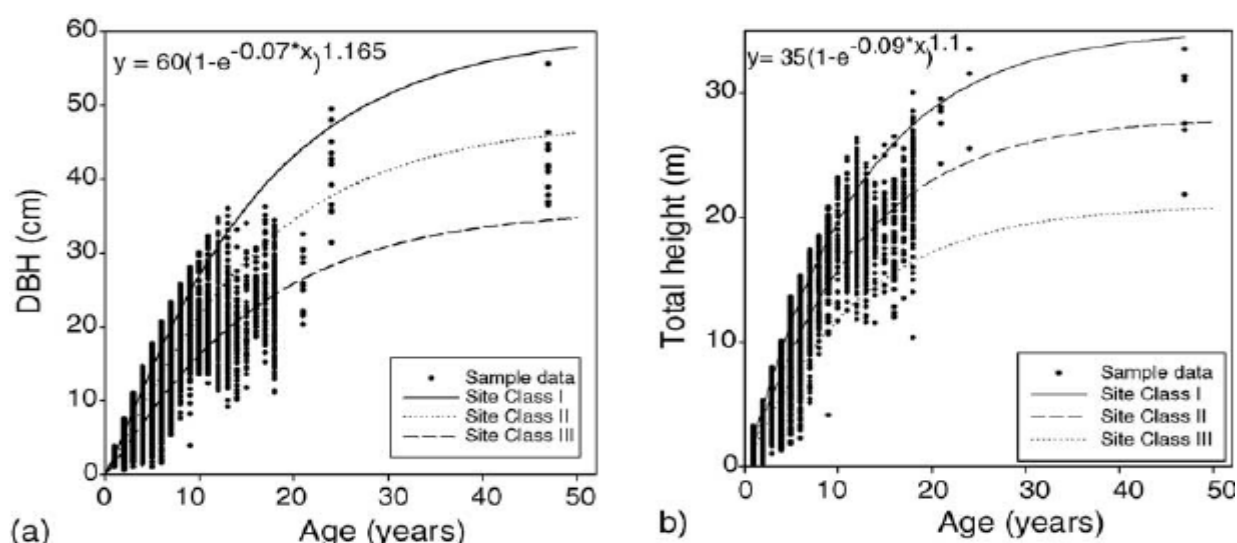 y = 60(1-e^-0.07*x)^1.165
60
50
40
30
20
10
0
DBH (cm)
Sample data
Site Class I
Site Class II
Site Class III
0 10 20 30 40 50
Age (years)
(a)
y= 35(1-e^-0.09*x)^1.1
30
20
10
0
Total height (m)
Sample data
Site Class I
Site Class II
Site Class III
0 10 20 30 40 50
Age (years)
b)